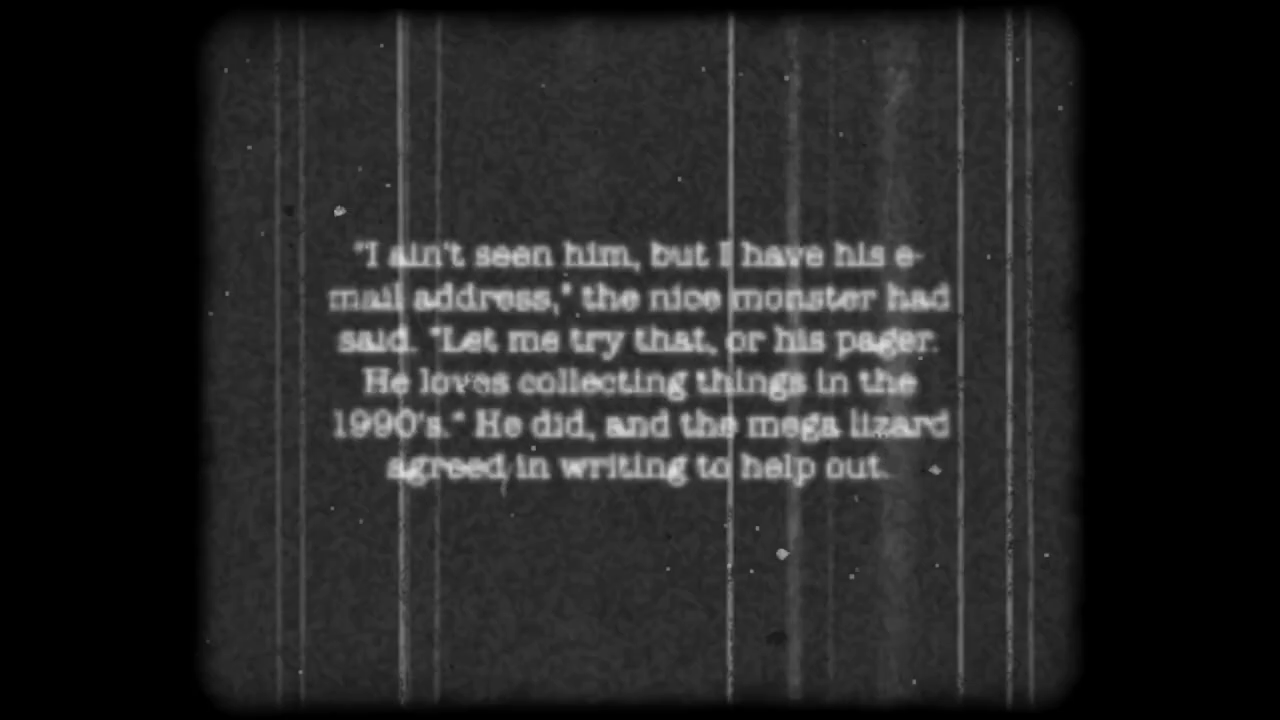 "I ain't seen him, but I have his e-
mail address," the nice monster had
said. "Let me try that, or his pager.
He loves collecting things in the
1990's." He did, and the mega lizard
agreed in writing to help out.